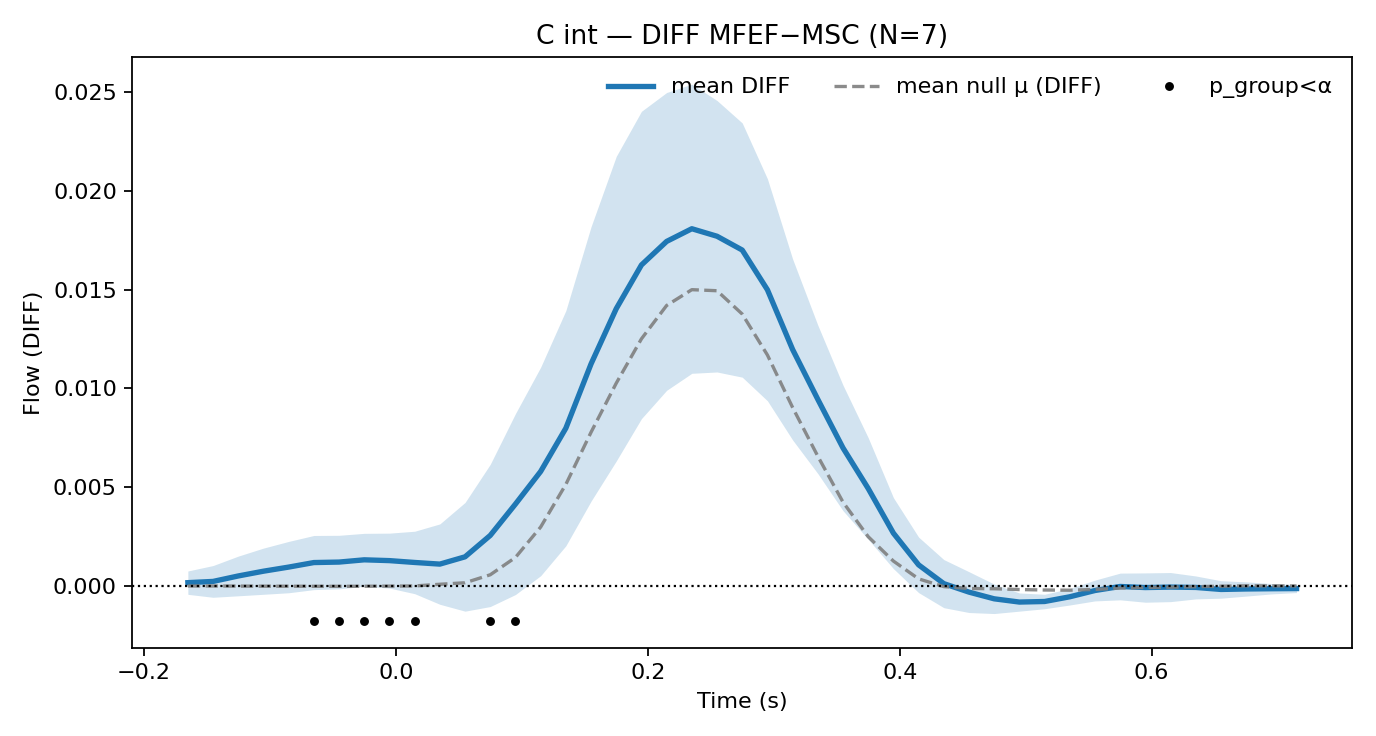 C int — DIFF MFEF−MSC (N=7)
mean DIFF
mean null μ (DIFF)
p_group<α
0.025
0.020
0.015
0.010
0.005
0.000
Flow (DIFF)
−0.2
0.0
0.2
0.4
0.6
Time (s)